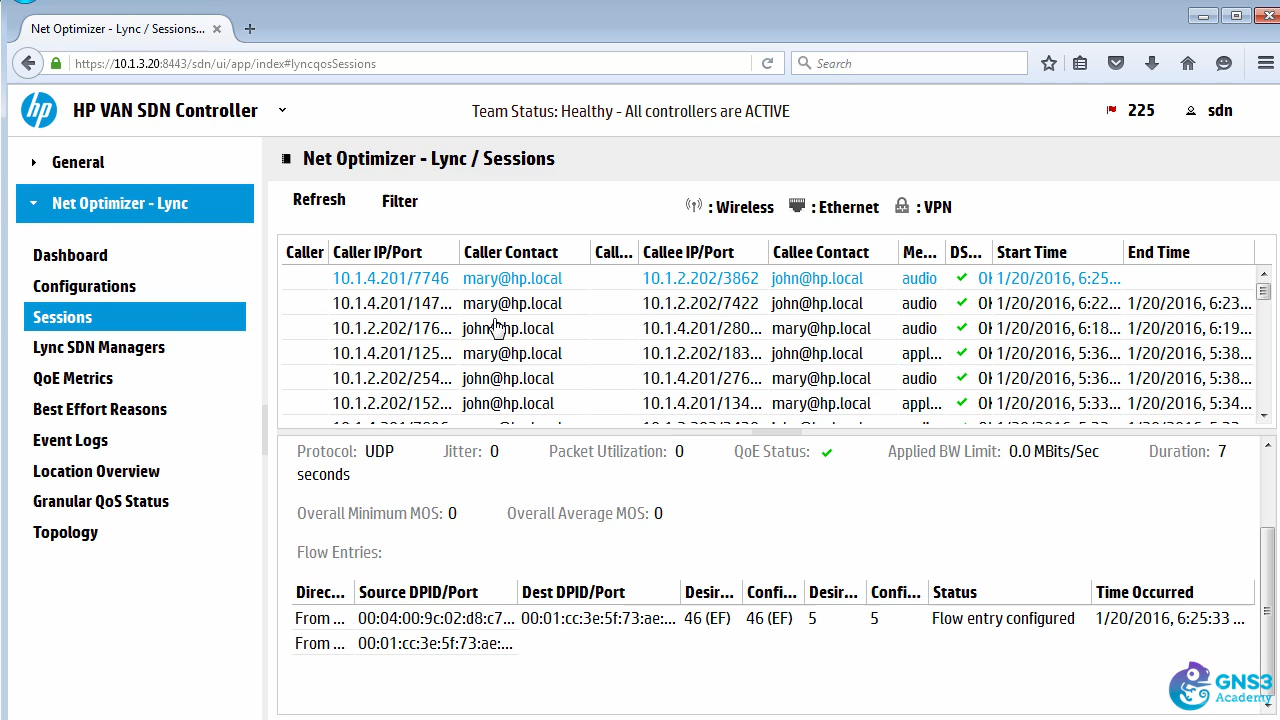 Net Optimizer - Lync / Sessions...
https://10.1.3.20:8443/sdn/ui/app/index#lyncqosSessions
Search
hp HP VAN SDN Controller
Team Status: Healthy - All controllers are ACTIVE
225
sdn
General
Net Optimizer - Lync
Dashboard
Configurations
Sessions
Lync SDN Managers
QoE Metrics
Best Effort Reasons
Event Logs
Location Overview
Granular QoS Status
Topology
Net Optimizer - Lync / Sessions
Refresh Filter : Wireless : Ethernet : VPN
Caller Caller IP/Port Caller Contact Call... Callee IP/Port Callee Contact Me... DS... Start Time End Time
10.1.4.201/7746 mary@hp.local 10.1.2.202/3862 john@hp.local audio 1/20/2016, 6:25...
10.1.4.201/147... mary@hp.local 10.1.2.202/7422 john@hp.local audio 1/20/2016, 6:22... 1/20/2016, 6:23...
10.1.2.202/176... john@hp.local 10.1.4.201/280... mary@hp.local audio 1/20/2016, 6:18... 1/20/2016, 6:19...
10.1.4.201/125... mary@hp.local 10.1.2.202/183... john@hp.local appl... 1/20/2016, 5:36... 1/20/2016, 5:38...
10.1.2.202/254... john@hp.local 10.1.4.201/276... mary@hp.local audio 1/20/2016, 5:36... 1/20/2016, 5:38...
10.1.2.202/152... john@hp.local 10.1.4.201/134... mary@hp.local appl... 1/20/2016, 5:33... 1/20/2016, 5:34...
Protocol: UDP Jitter: 0 Packet Utilization: 0 QoE Status: Applied BW Limit: 0.0 MBits/Sec Duration: 7
seconds
Overall Minimum MOS: 0 Overall Average MOS: 0
Flow Entries:
Direc... Source DPID/Port Dest DPID/Port Desir... Confi... Desir... Confi... Status Time Occurred
From ... 00:04:00:9c:02:d8:c7... 00:01:cc:3e:5f:73:ae:... 46 (EF) 46 (EF) 5 5 Flow entry configured 1/20/2016, 6:25:33 ...
From ... 00:01:cc:3e:5f:73:ae:...
GNS3
Academy